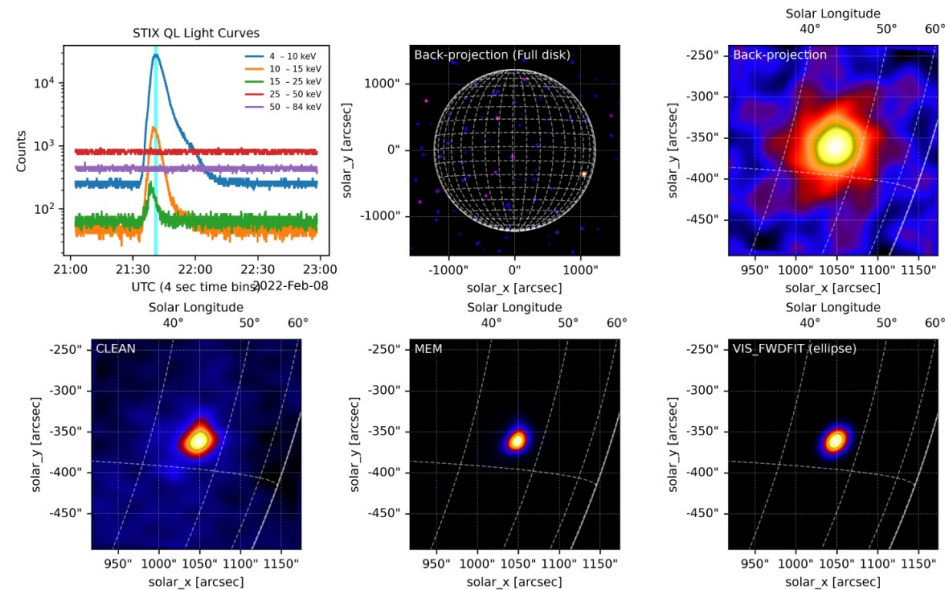 STIX QL Light Curves
4 – 10 keV
10 – 15 keV
15 – 25 keV
25 – 50 keV
50 – 84 keV
Counts
10⁴
10³
10²
21:00 21:30 22:00 22:30 23:00
UTC (4 sec time bins)
2022-Feb-08
Back-projection (Full disk)
solar_y [arcsec]
1000"
0"
-1000"
-1000" 0" 1000"
solar_x [arcsec]
Solar Longitude
40° 50° 60°
Back-projection
solar_y [arcsec]
-250"
-300"
-350"
-400"
-450"
950" 1000" 1050" 1100" 1150"
solar_x [arcsec]
Solar Longitude
40° 50° 60°
CLEAN
solar_y [arcsec]
-250"
-300"
-350"
-400"
-450"
950" 1000" 1050" 1100" 1150"
solar_x [arcsec]
Solar Longitude
40° 50° 60°
MEM
solar_y [arcsec]
-250"
-300"
-350"
-400"
-450"
950" 1000" 1050" 1100" 1150"
solar_x [arcsec]
Solar Longitude
40° 50° 60°
VIS_FWDFIT (ellipse)
solar_y [arcsec]
-250"
-300"
-350"
-400"
-450"
950" 1000" 1050" 1100" 1150"
solar_x [arcsec]